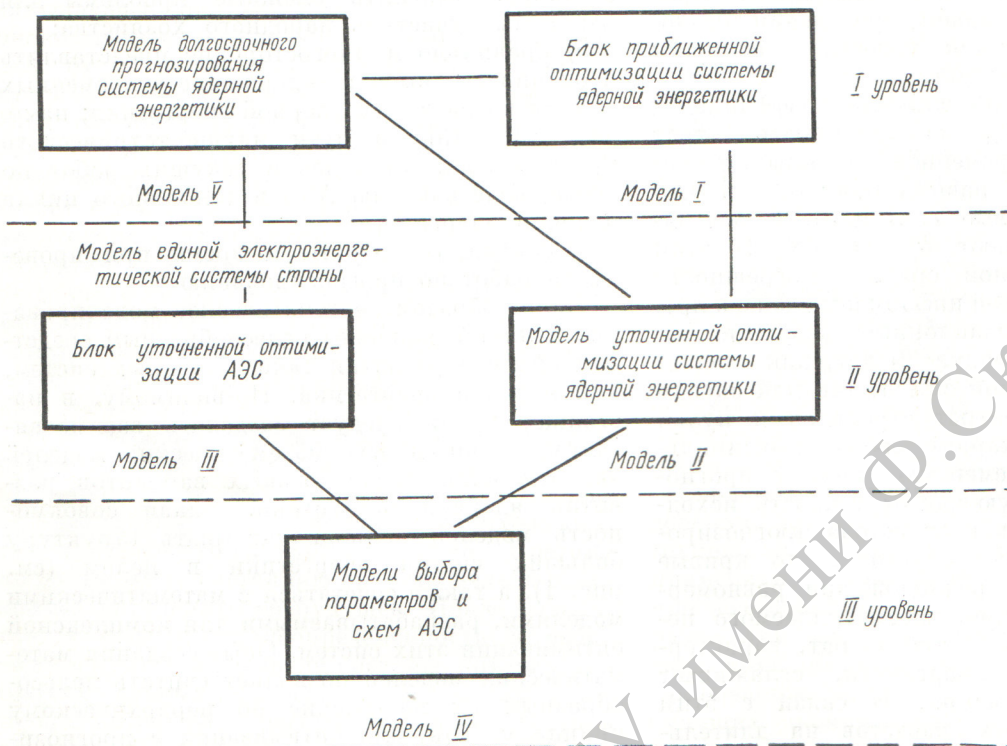 Модель долгосрочного
прогнозирования
системы ядерной
энергетики
Блок приближенной
оптимизации системы
ядерной энергетики
I уровень
Модель V
Модель I
Модель единой электроэнерге-
тической системы страны
Блок уточненной оптими-
зации АЭС
Модель уточненной опти-
мизации системы
ядерной энергетики
II уровень
Модель III
Модель II
Модели выбора
параметров и
схем АЭС
III уровень
Модель IV
имени Ф.Ск